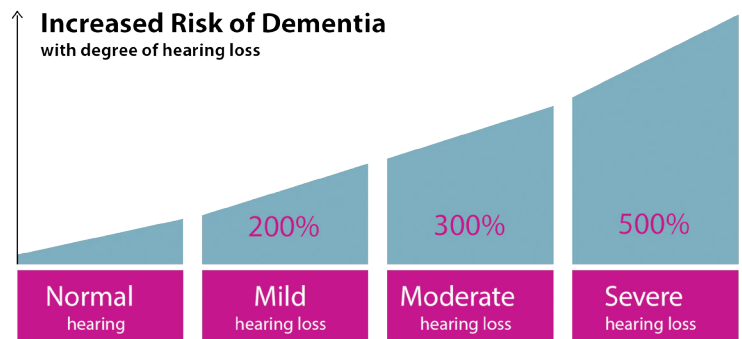 Increased Risk of Dementia
with degree of hearing loss
200%
300%
500%
Normal
hearing
Mild
hearing loss
Moderate
hearing loss
Severe
hearing loss